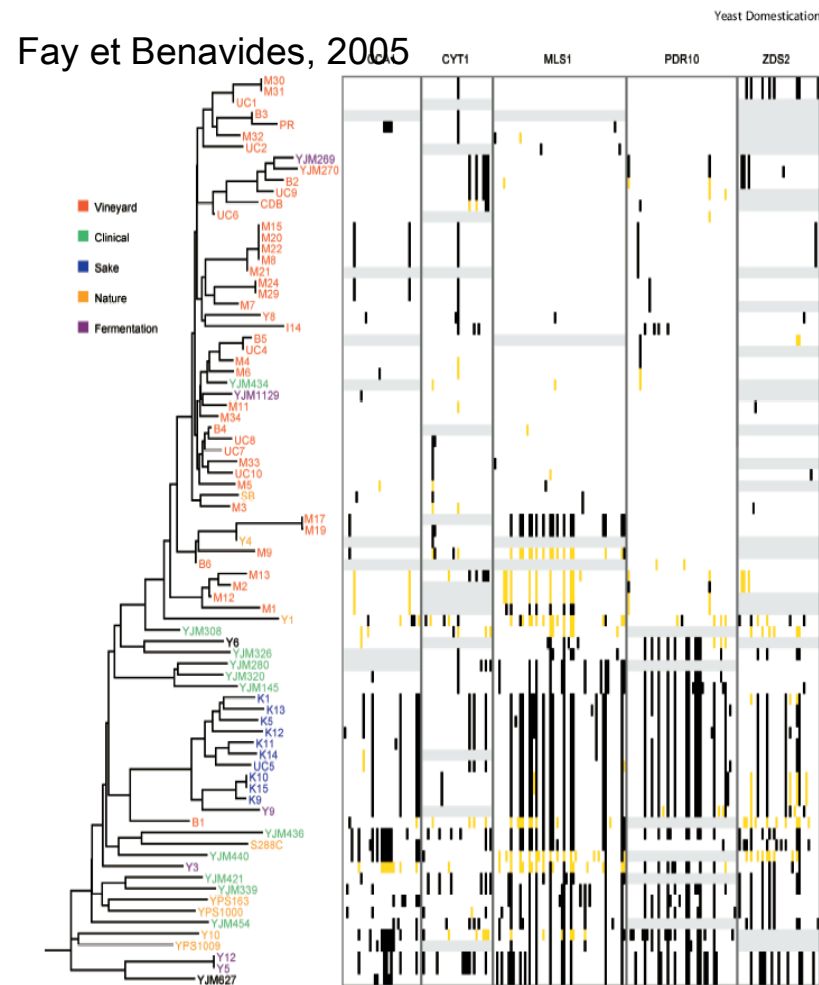 Yeast Domestication
Fay et Benavides, 2005
CYT1 MLS1 PDR10 ZDS2
M30
M31
UC1
B3
PR
M32
UC2
YJM269
YJM270
B2
UC9
CDB
UC6
M15
M20
M22
M8
M21
M24
M29
M7
Y8
I14
B5
UC4
M4
M6
YJM434
YJM1129
M11
M34
B4
UC8
UC7
M33
UC10
M5
SB
M3
M17
M19
Y4
M9
B6
M13
M2
M12
M1
Y1
YJM308
Y6
YJM326
YJM280
YJM320
YJM145
K1
K13
K5
K12
K11
K14
UC5
K10
K15
K9
Y9
B1
YJM436
S288C
YJM440
Y3
YJM421
YJM339
YPS163
YPS1000
YJM454
Y10
YPS1009
Y12
Y5
YJM627
Vineyard
Clinical
Sake
Nature
Fermentation